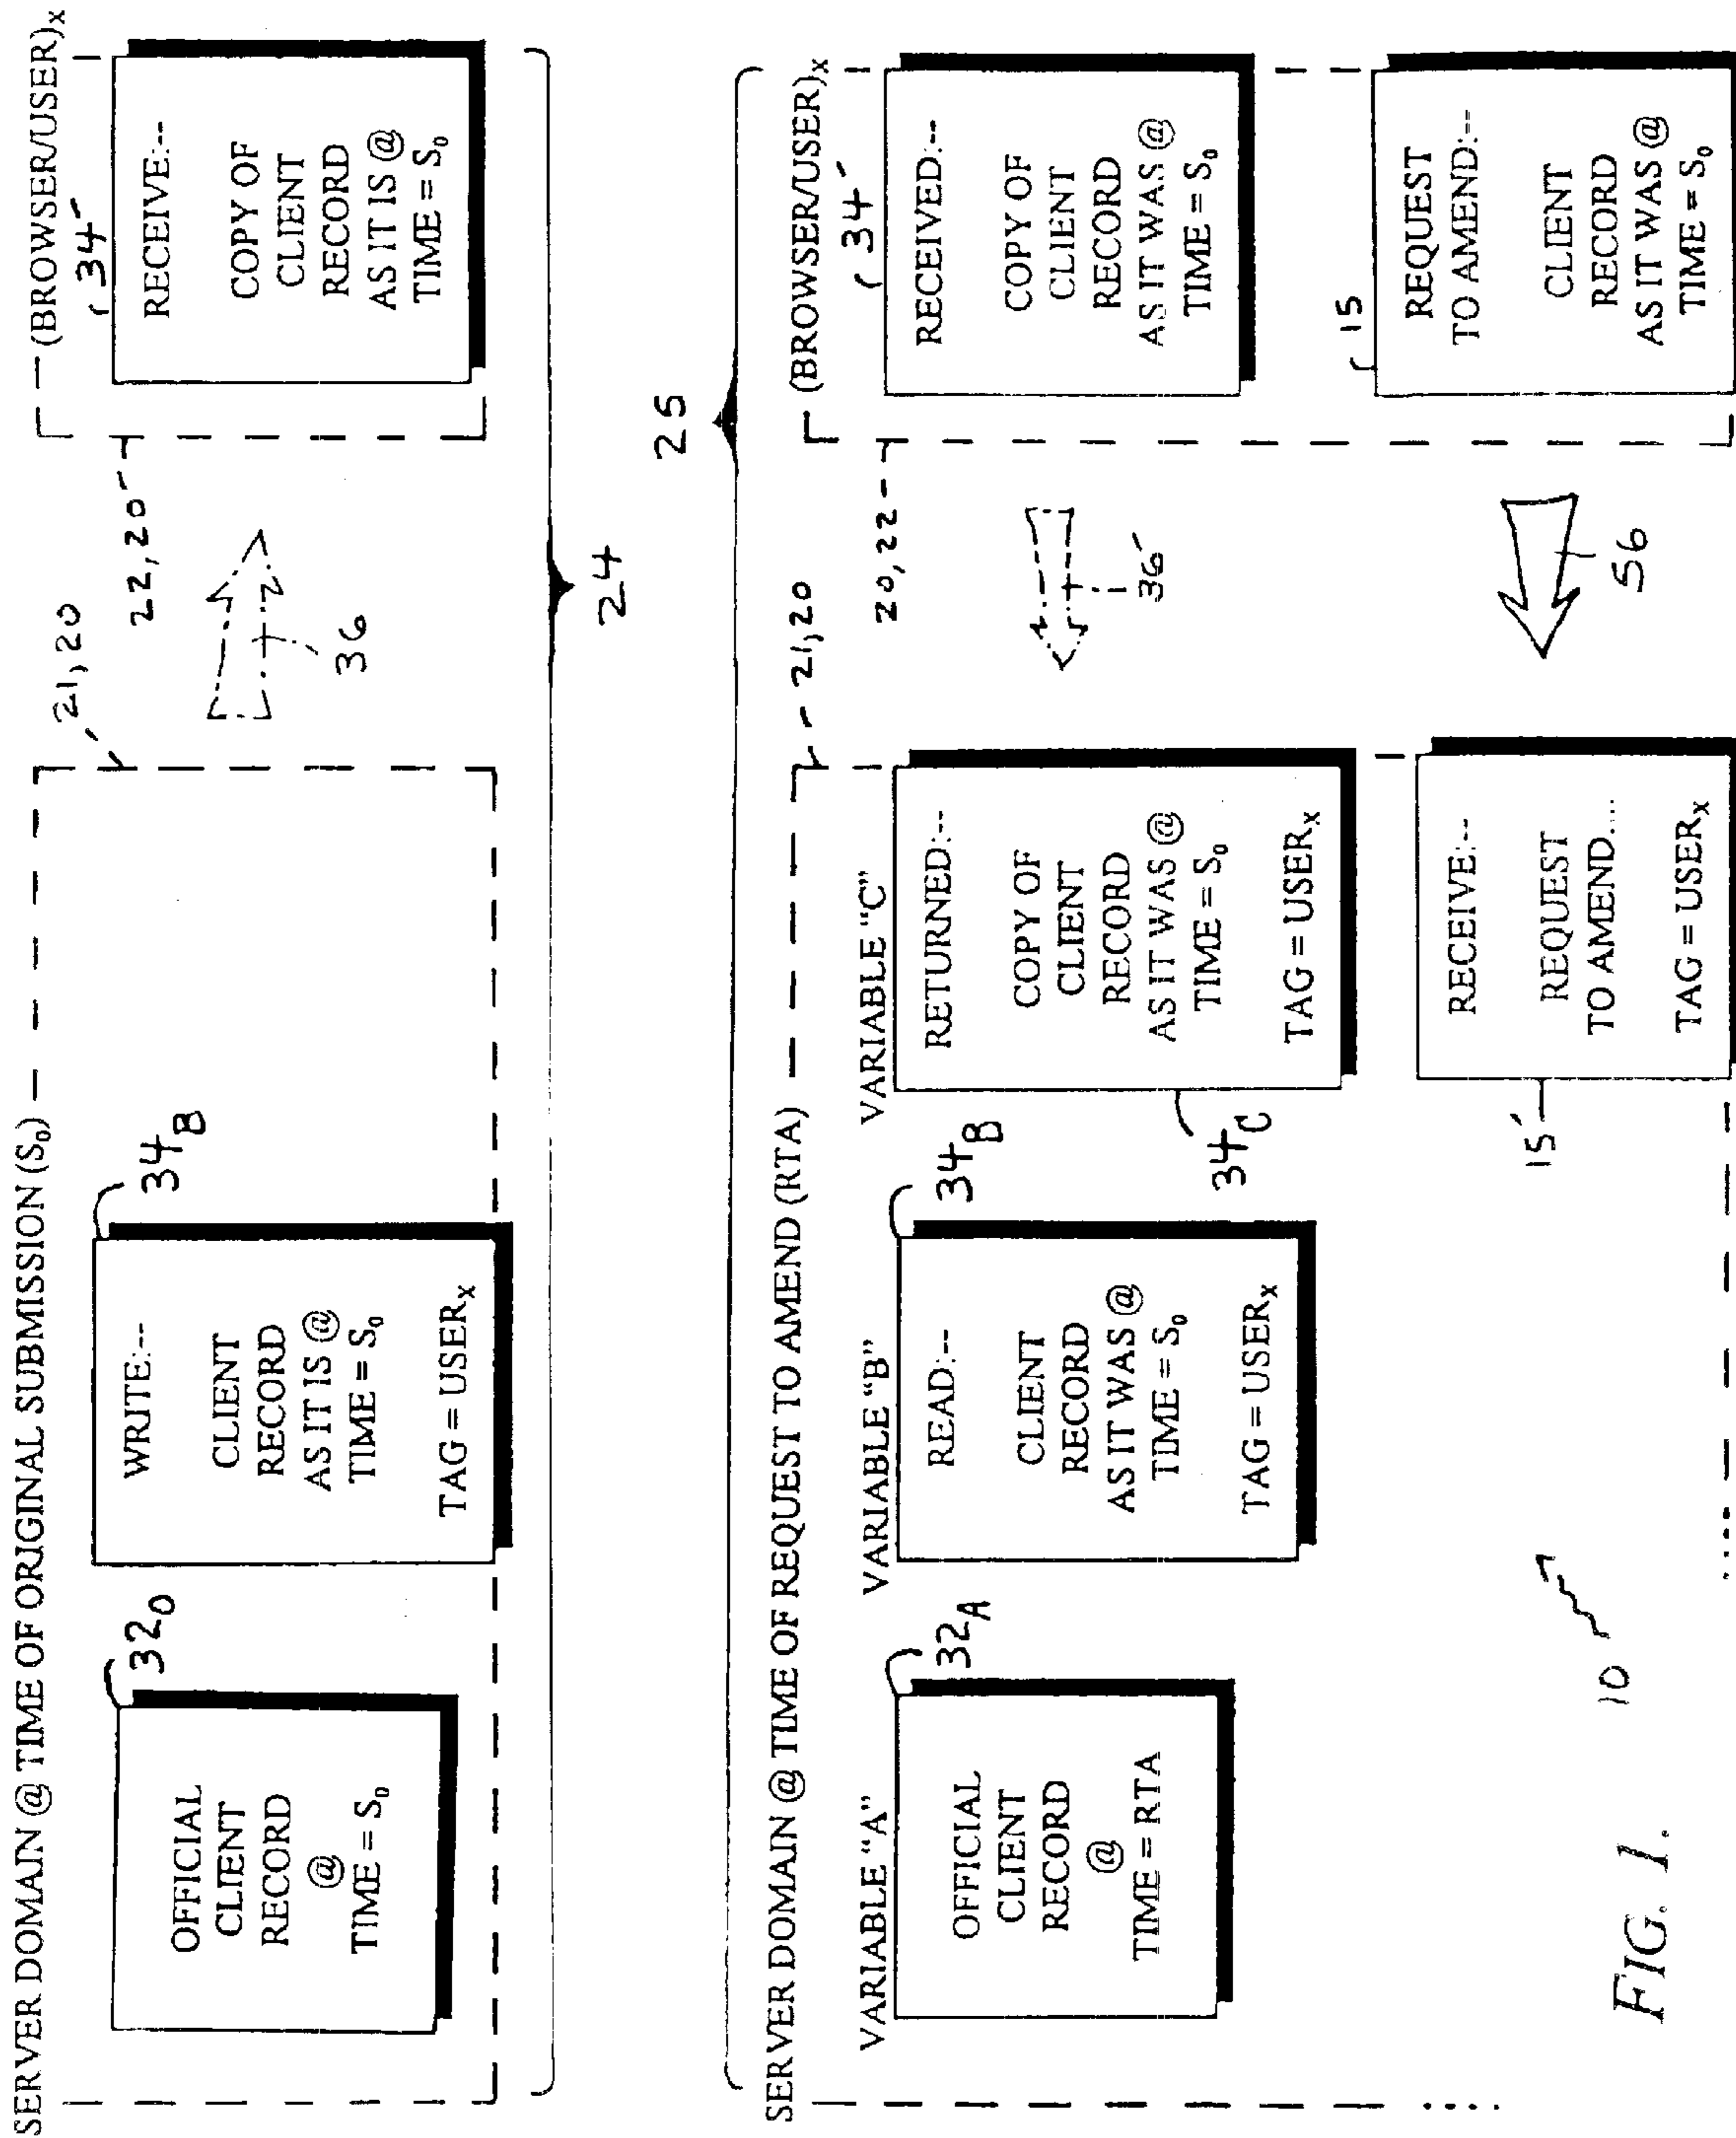 SERVER DOMAIN @ TIME OF ORIGINAL SUBMISSION (S₀)
21,20
(BROWSER/USER)ₓ
34'
22,20
32₀
OFFICIAL
CLIENT
RECORD
@
TIME = S₀
34_B
WRITE:--
CLIENT
RECORD
AS IT IS @
TIME = S₀
TAG = USERₓ
36
RECEIVE:--
COPY OF
CLIENT
RECORD
AS IT IS @
TIME = S₀
24
25
SERVER DOMAIN @ TIME OF REQUEST TO AMEND (RTA)
21,20
(BROWSER/USER)ₓ
34'
20,22
VARIABLE "A"
32_A
OFFICIAL
CLIENT
RECORD
@
TIME = RTA
VARIABLE "B"
34_B
READ:--
CLIENT
RECORD
AS IT WAS @
TIME = S₀
TAG = USERₓ
VARIABLE "C"
RETURNED:--
COPY OF
CLIENT
RECORD
AS IT WAS @
TIME = S₀
TAG = USERₓ
34_C
36'
RECEIVED:--
COPY OF
CLIENT
RECORD
AS IT WAS @
TIME = S₀
15'
RECEIVE:--
REQUEST
TO AMEND....
TAG = USERₓ
56
15
REQUEST
TO AMEND:--
CLIENT
RECORD
AS IT WAS @
TIME = S₀
10
FIG. 1.